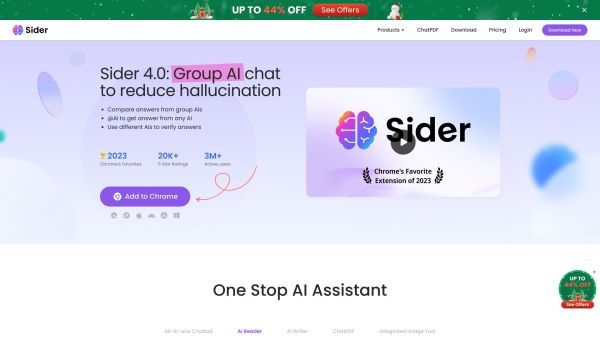 UP TO 44% OFF See Offers
Sider Products ChatPDF Download Pricing Login Download Now
Sider 4.0: Group AI chat
to reduce hallucination
Compare answers from group AIs
@AI to get answer from any AI
Use different AIs to verify answers
2023 20K+ 3M+
Chrome's Favorites 5 Star Ratings Active users
Add to Chrome
Sider
Chrome's Favorite
Extension of 2023
UP TO
44% OFF
See Offers
One Stop AI Assistant
All-in-one Chatbot AI Reader AI Writer ChatPDF Integrated Image Tool